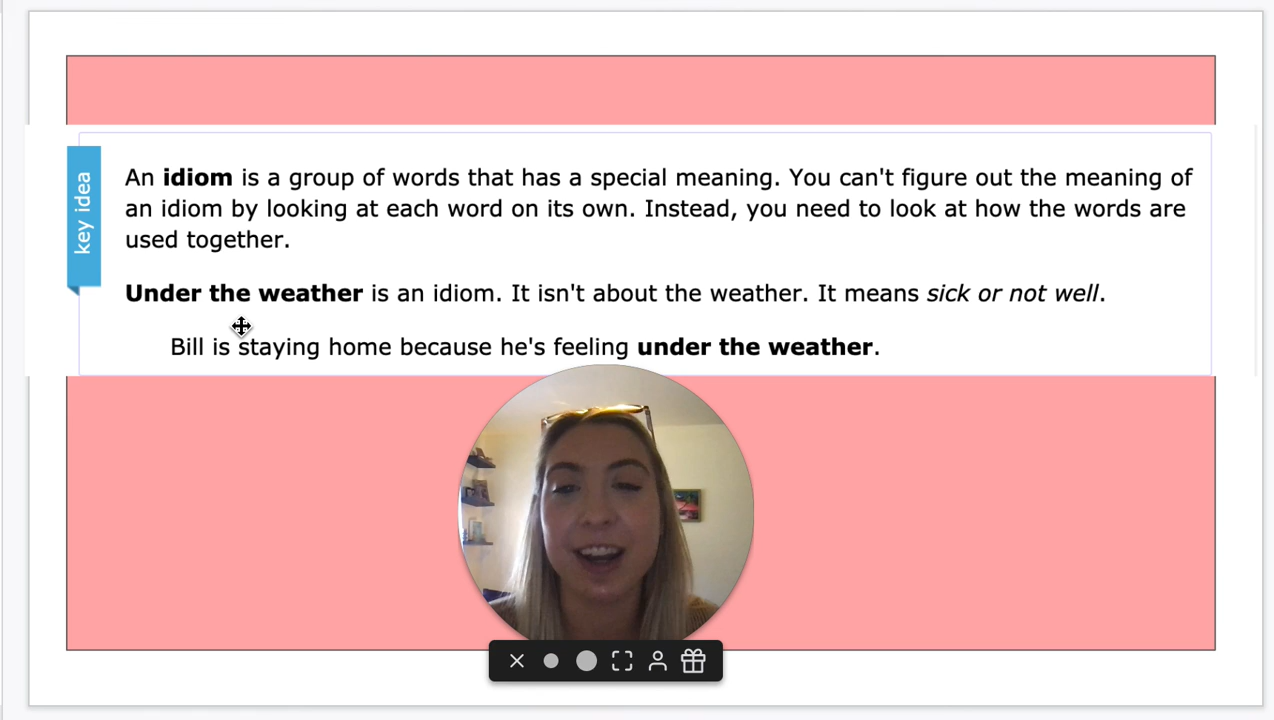 key idea
An idiom is a group of words that has a special meaning. You can't figure out the meaning of
an idiom by looking at each word on its own. Instead, you need to look at how the words are
used together.
Under the weather is an idiom. It isn't about the weather. It means sick or not well.
Bill is staying home because he's feeling under the weather.